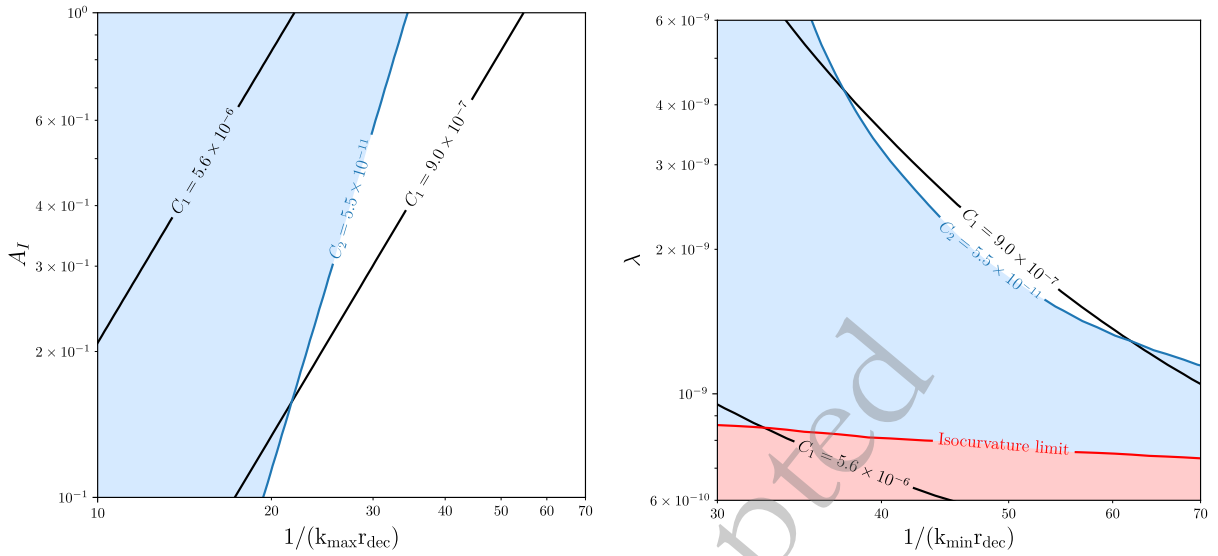 10⁰
6 × 10⁻¹
4 × 10⁻¹
3 × 10⁻¹
2 × 10⁻¹
10⁻¹
A_I
C₁ = 5.6 × 10⁻⁶
C₂ = 5.5 × 10⁻¹¹
C₁ = 9.0 × 10⁻⁷
10 20 30 40 50 60 70
1/(k_max r_dec)
6 × 10⁻⁹
4 × 10⁻⁹
3 × 10⁻⁹
2 × 10⁻⁹
10⁻⁹
6 × 10⁻¹⁰
λ
C₁ = 9.0 × 10⁻⁷
C₂ = 5.5 × 10⁻¹¹
Isocurvature limit
C₁ = 5.6 × 10⁻⁶
30 40 50 60 70
1/(k_min r_dec)
pted